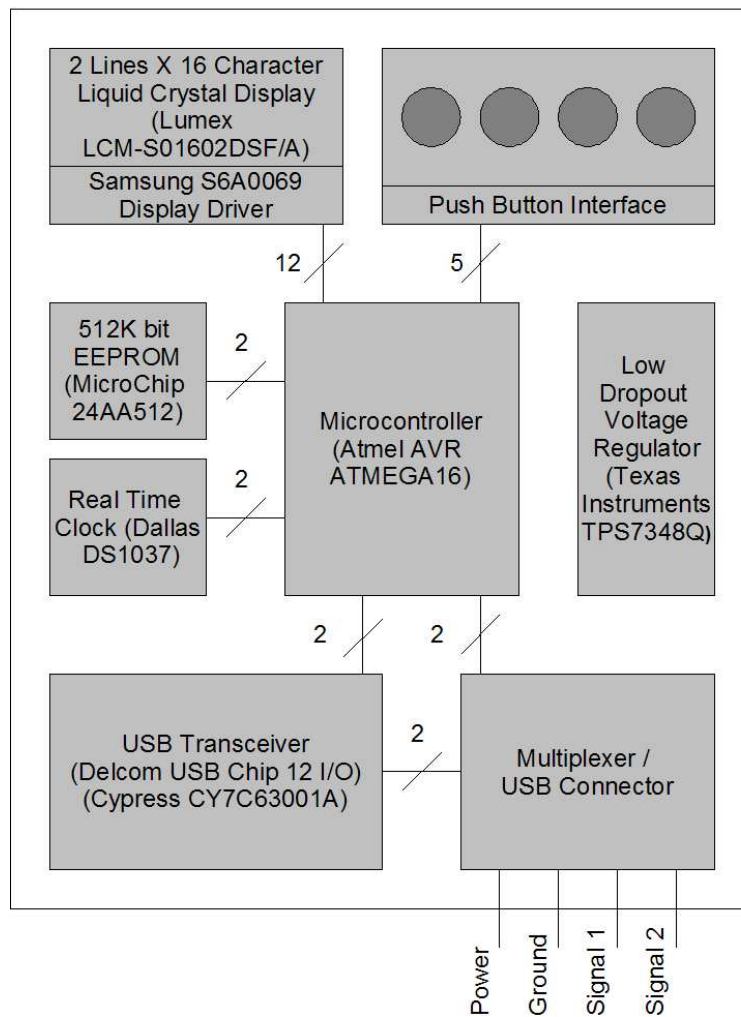 2 Lines X 16 Character
Liquid Crystal Display
(Lumex
LCM-S01602DSF/A)
Samsung S6A0069
Display Driver
Push Button Interface
12
5
512K bit
EEPROM
(MicroChip
24AA512)
2
Microcontroller
(Atmel AVR
ATMEGA16)
Low
Dropout
Voltage
Regulator
(Texas
Instruments
TPS7348Q)
Real Time
Clock (Dallas
DS1037)
2
2
2
USB Transceiver
(Delcom USB Chip 12 I/O)
(Cypress CY7C63001A)
2
Multiplexer /
USB Connector
Power
Ground
Signal 1
Signal 2